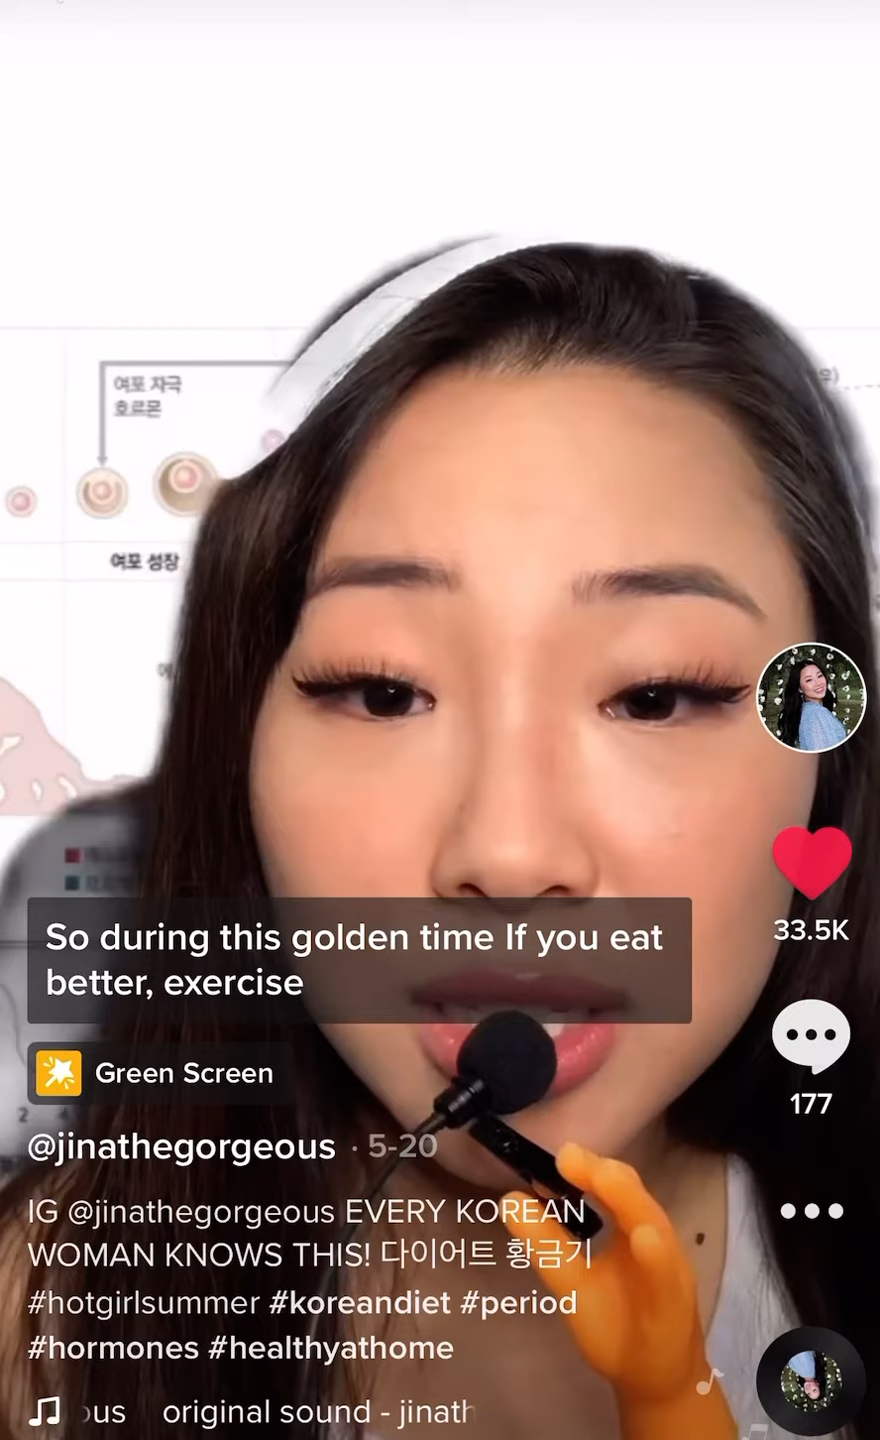 여포 자극
호르몬
여포 성장
So during this golden time If you eat
better, exercise
33.5K
Green Screen
177
@jinathegorgeous · 5-20
IG @jinathegorgeous EVERY KOREAN
WOMAN KNOWS THIS! 다이어트 황금기
#hotgirlsummer #koreandiet #period
#hormones #healthyathome
ous original sound - jinath